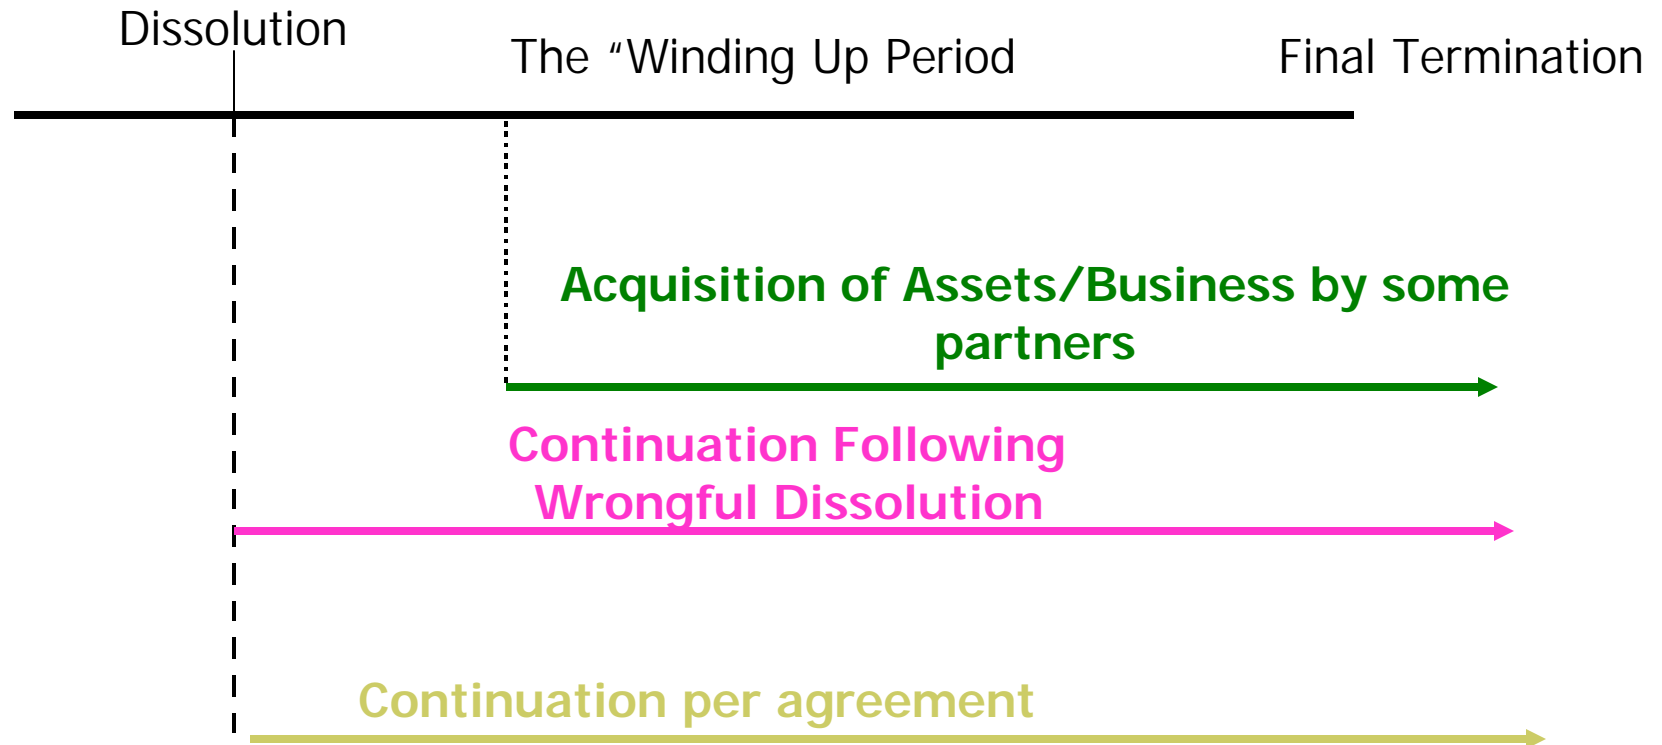 Dissolution
The “Winding Up Period
Final Termination
Acquisition of Assets/Business by some
partners
Continuation Following
Wrongful Dissolution
Continuation per agreement